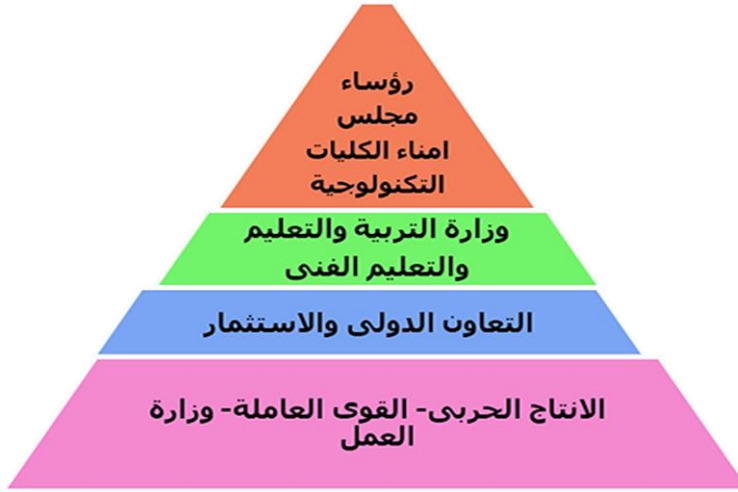 رؤساء
مجلس
امناء الكليات
التكنولوجية
وزارة التربية والتعليم
والتعليم الفنى
التعاون الدولى والاستثمار
الانتاج الحربى- القوى العاملة- وزارة
العمل